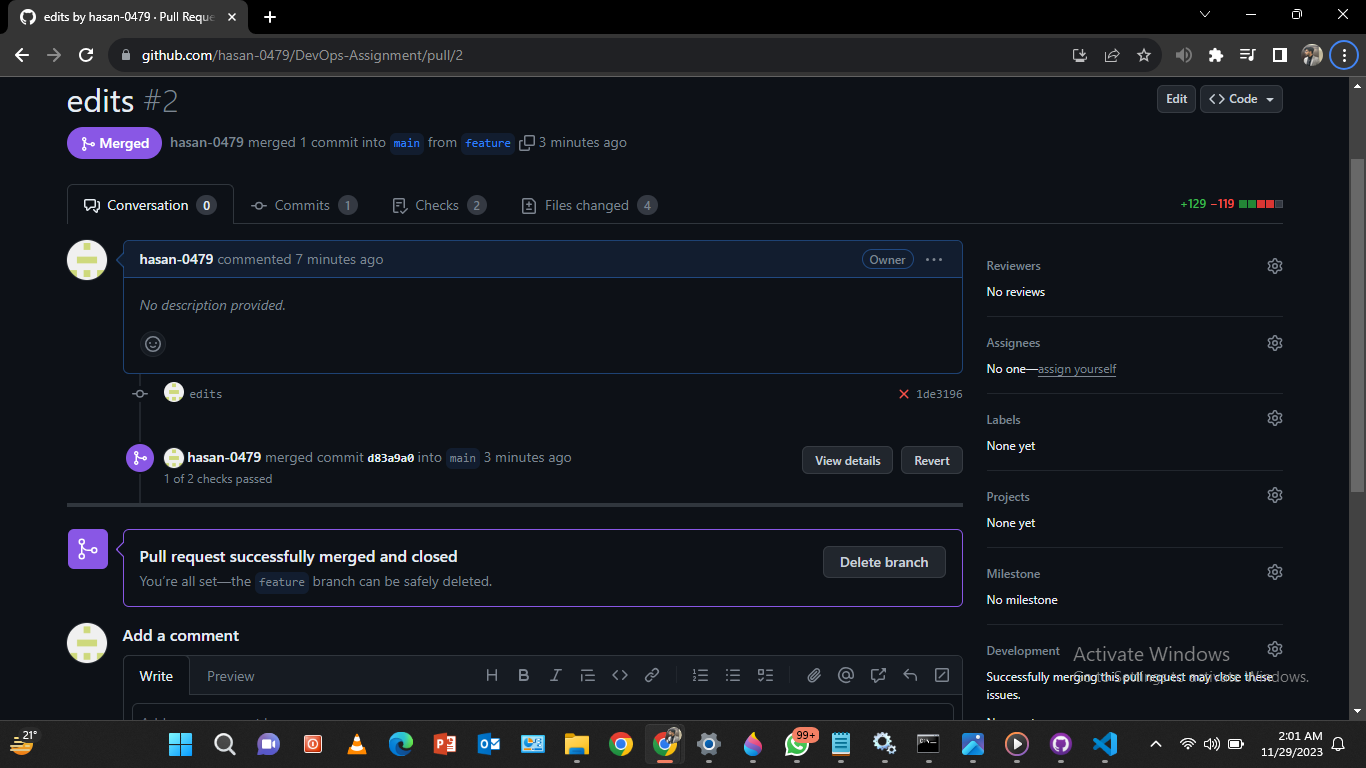 edits by hasan-0479 · Pull Reque
github.com/hasan-0479/DevOps-Assignment/pull/2
edits #2
Edit
Code
Merged
hasan-0479 merged 1 commit into main from feature 3 minutes ago
Conversation 0
Commits 1
Checks 2
Files changed 4
+129 −119
hasan-0479 commented 7 minutes ago
Owner
No description provided.
edits
1de3196
hasan-0479 merged commit d83a9a0 into main 3 minutes ago
1 of 2 checks passed
View details
Revert
Pull request successfully merged and closed
You're all set—the feature branch can be safely deleted.
Delete branch
Add a comment
Write
Preview
Reviewers
No reviews
Assignees
No one—assign yourself
Labels
None yet
Projects
None yet
Milestone
No milestone
Development
Successfully merging this pull request may close these
issues.
Activate Windows
Go to Settings to activate Windows.
21°
99+
2:01 AM
11/29/2023